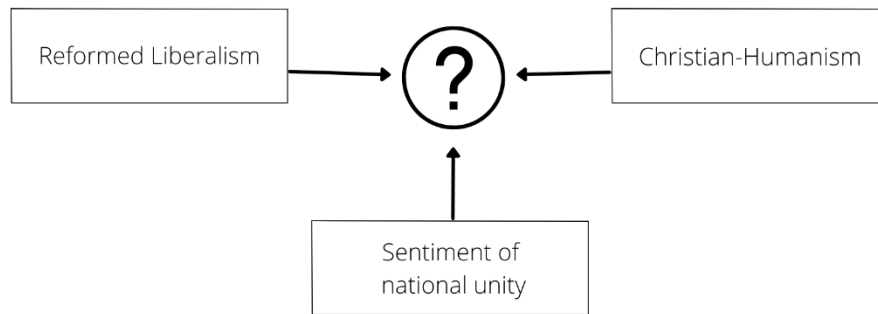 Reformed Liberalism
?
Christian-Humanism
Sentiment of
national unity